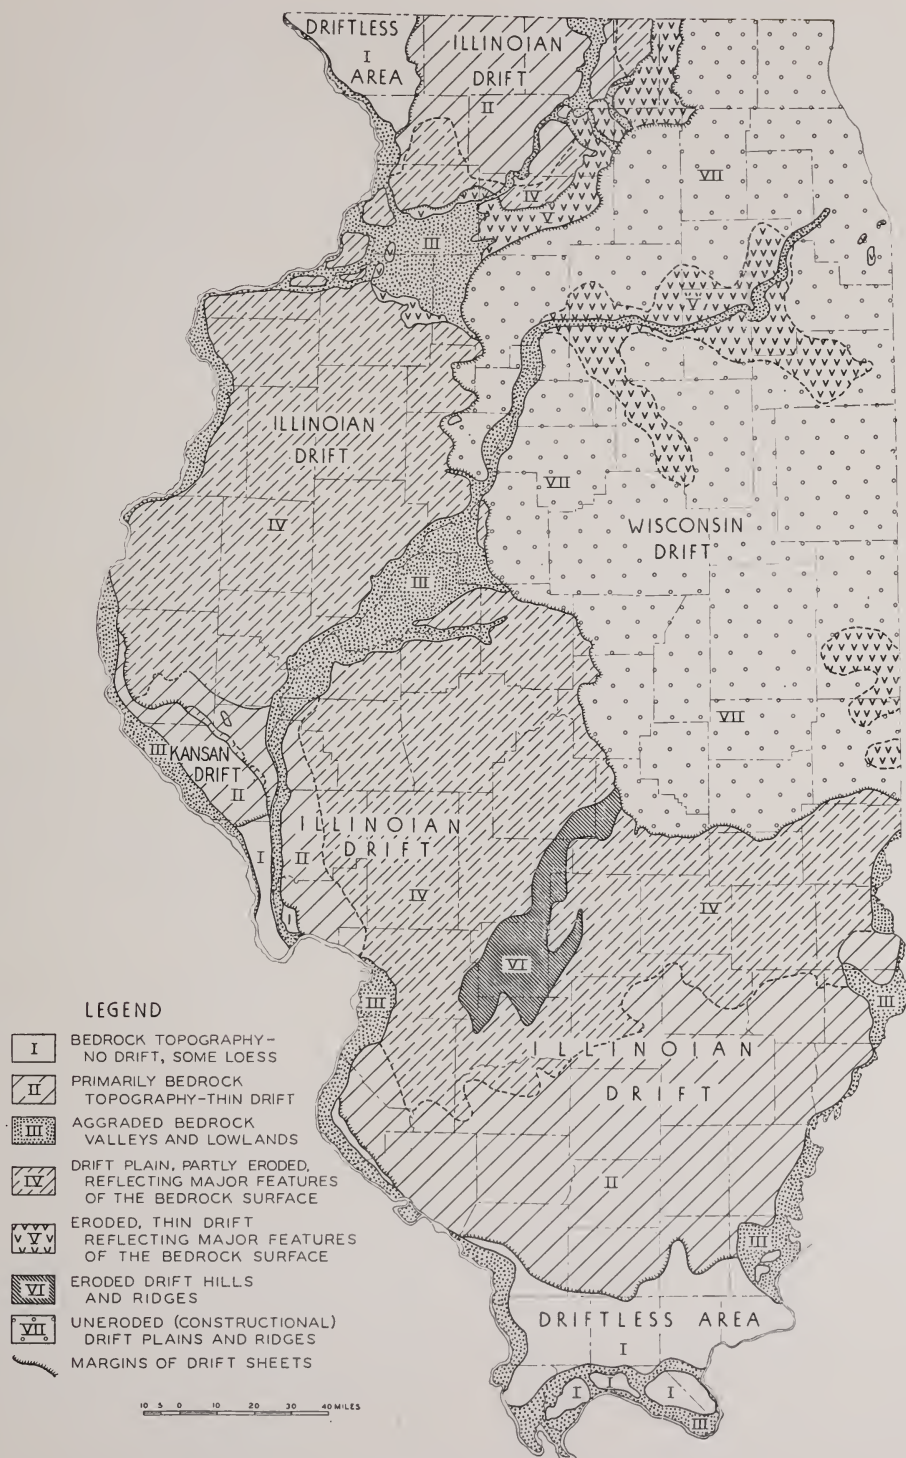 DRIFTLESS
I
AREA
ILLINOIAN
DRIFT
II
VII
IV
V
III
V
ILLINOIAN
DRIFT
IV
VII
WISCONSIN
DRIFT
III
VII
III
KANSAN
DRIFT
II
I
I
ILLINOIAN
DRIFT
II
IV
IV
VI
III
III
ILLINOIAN
DRIFT
II
III
DRIFTLESS AREA
I
I
I
I
III
LEGEND
I BEDROCK TOPOGRAPHY-
NO DRIFT, SOME LOESS
II PRIMARILY BEDROCK
TOPOGRAPHY-THIN DRIFT
III AGGRADED BEDROCK
VALLEYS AND LOWLANDS
IV DRIFT PLAIN, PARTLY ERODED,
REFLECTING MAJOR FEATURES
OF THE BEDROCK SURFACE
V ERODED, THIN DRIFT
REFLECTING MAJOR FEATURES
OF THE BEDROCK SURFACE
VI ERODED DRIFT HILLS
AND RIDGES
VII UNERODED (CONSTRUCTIONAL)
DRIFT PLAINS AND RIDGES
MARGINS OF DRIFT SHEETS
10 5 0 10 20 30 40 MILES